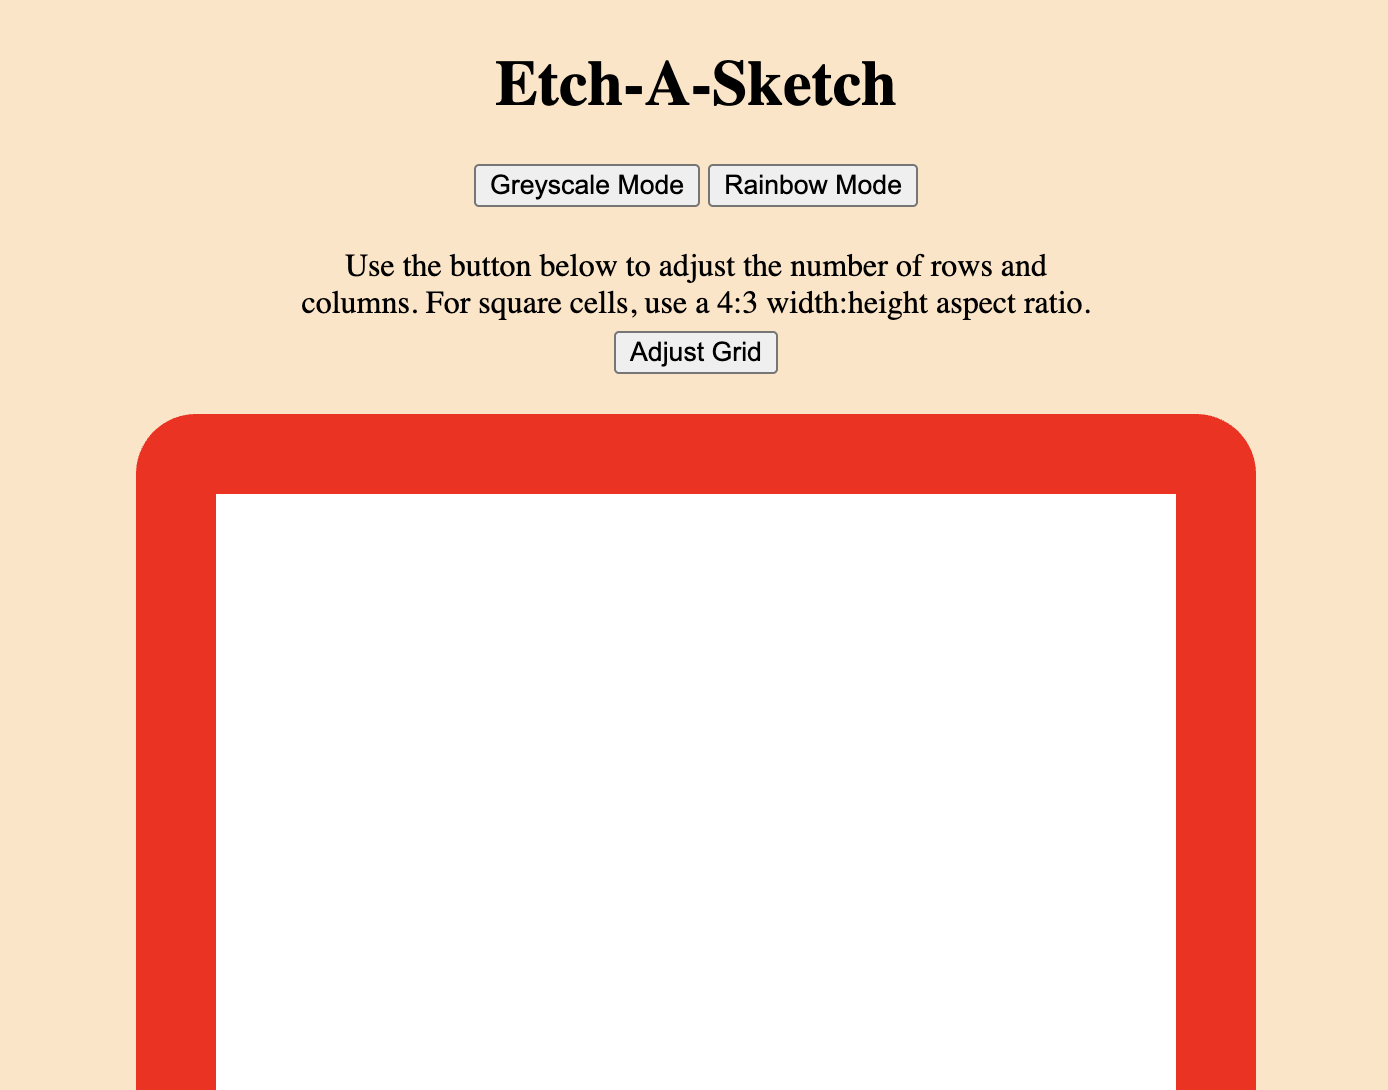 Etch-A-Sketch
Greyscale Mode Rainbow Mode
Use the button below to adjust the number of rows and
columns. For square cells, use a 4:3 width:height aspect ratio.
Adjust Grid